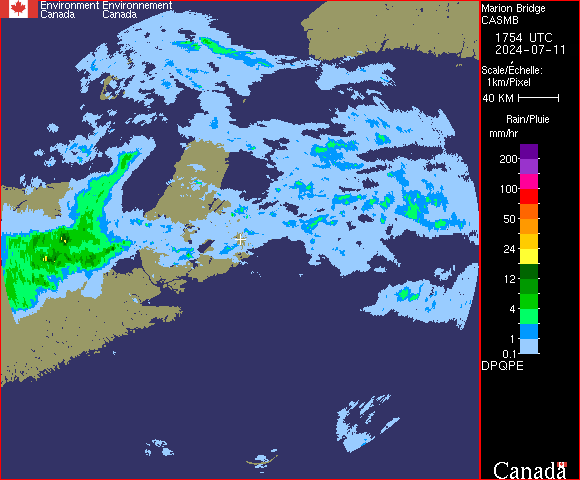 Environment Environnement
Canada Canada
Marion Bridge
CASMB
1754 UTC
2024-07-11
Scale/Echelle:
1km/Pixel
40 KM
Rain/Pluie
mm/hr
200
100
50
24
12
4
1
0.1
DPQPE
Canada